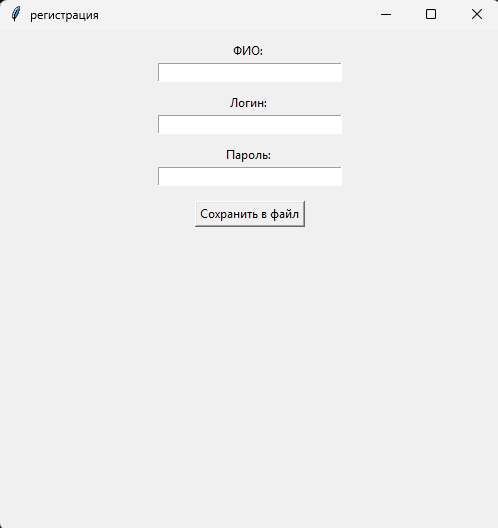 регистрация
ФИО:
Логин:
Пароль:
Сохранить в файл